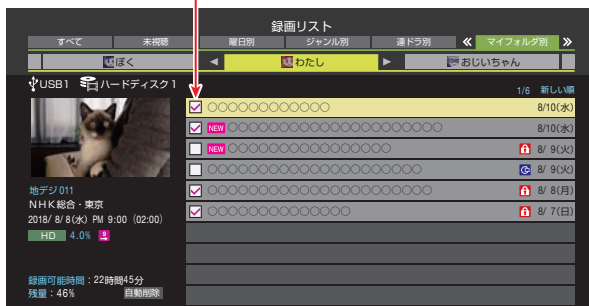 録画リスト
すべて 未視聴 曜日別 ジャンル別 連ドラ別 « マイフォルダ別 »
ぼく ◀ わたし ▶ おじいちゃん
USB1 ハードディスク1
1/6 新しい順
〇〇〇〇〇〇〇〇〇〇〇〇 8/10(水)
NEW 〇〇〇〇〇〇〇〇〇〇〇〇〇〇〇〇〇〇〇〇〇 8/10(水)
NEW 〇〇〇〇〇〇〇〇〇〇〇〇〇 8/ 9(火)
〇〇〇〇〇〇〇〇〇〇〇〇〇〇〇〇〇〇〇〇〇 8/ 9(火)
〇〇〇〇〇〇〇〇〇〇〇〇〇〇〇〇〇〇〇〇〇〇 8/ 8(月)
〇〇〇〇〇〇〇〇〇〇〇〇〇〇 8/ 7(日)
地デジ011
NHK総合・東京
2018/ 8/ 8(水) PM 9:00 (02:00)
HD 4.0%
録画可能時間：22時間45分
残量：46% 自動削除